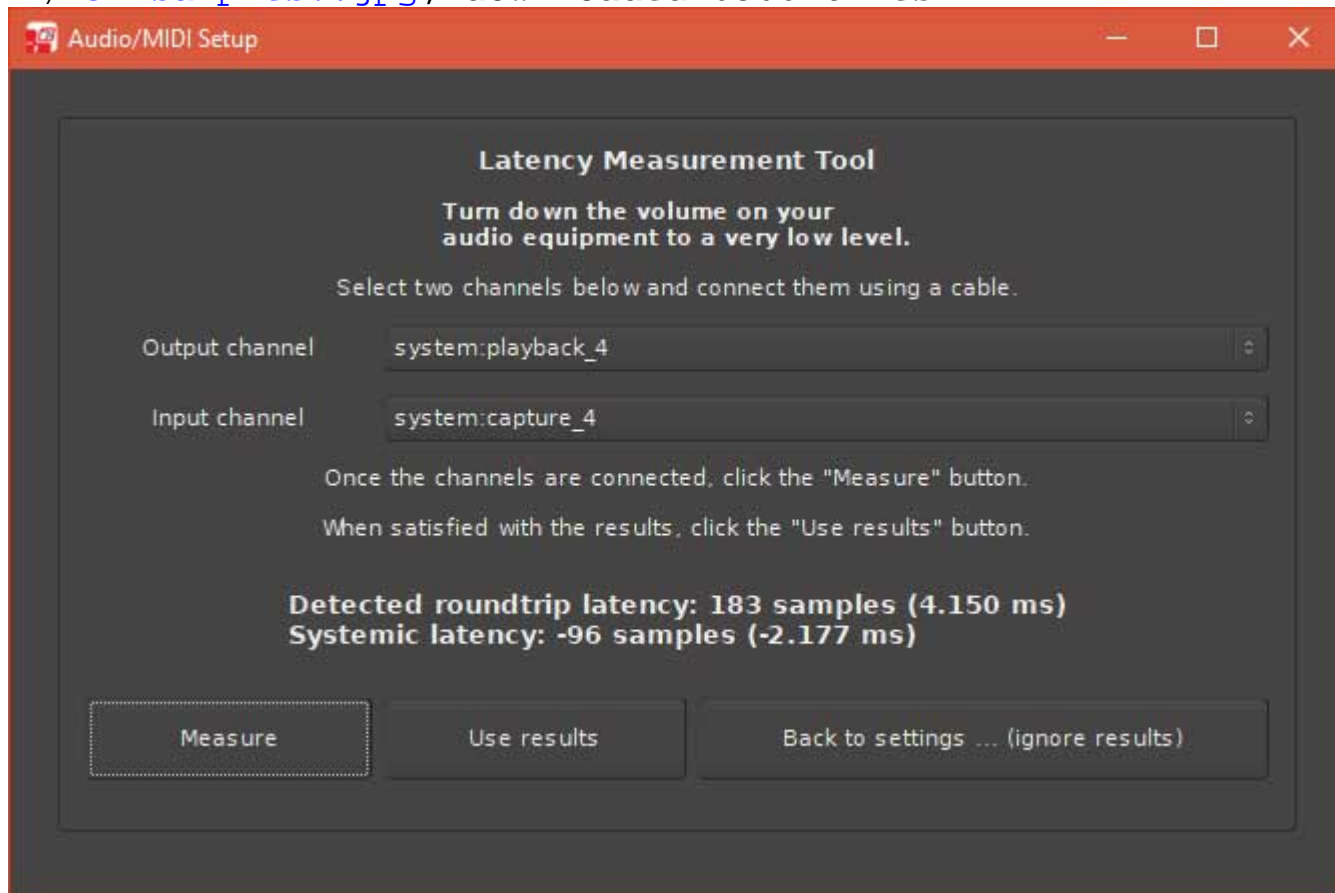 Audio/MIDI Setup
Latency Measurement Tool
Turn down the volume on your
audio equipment to a very low level.
Select two channels below and connect them using a cable.
Output channel system:playback_4
Input channel system:capture_4
Once the channels are connected, click the "Measure" button.
When satisfied with the results, click the "Use results" button.
Detected roundtrip latency: 183 samples (4.150 ms)
Systemic latency: -96 samples (-2.177 ms)
Measure Use results Back to settings ... (ignore results)